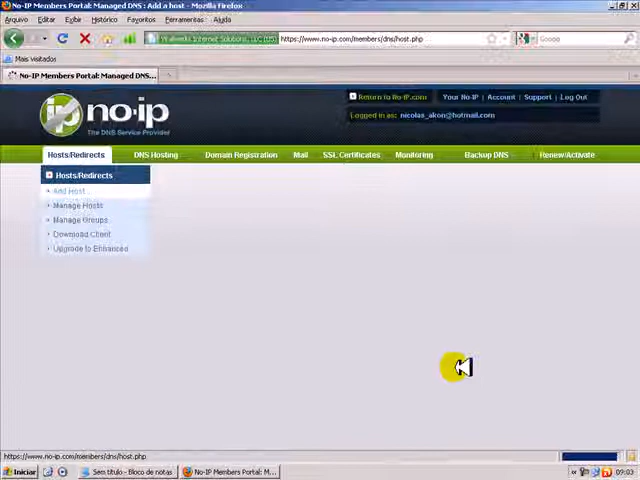 No-IP Members Portal: Managed DNS : Add a host - Mozilla Firefox
Arquivo Editar Exibir Histórico Favoritos Ferramentas Ajuda
https://www.no-ip.com/members/dns/host.php
Mais visitados
No-IP Members Portal: Managed DNS...
Return to No-IP.com
Your No-IP | Account | Support | Log Out
no-ip
The DNS Service Provider
Logged in as: nicolas_akon@hotmail.com
Hosts/Redirects DNS Hosting Domain Registration Mail SSL Certificates Monitoring Backup DNS Renew/Activate
Hosts/Redirects
Add Host
Manage Hosts
Manage Groups
Download Client
Upgrade to Enhanced
https://www.no-ip.com/members/dns/host.php
Iniciar Sem título - Bloco de notas No-IP Members Portal: M... 09:03